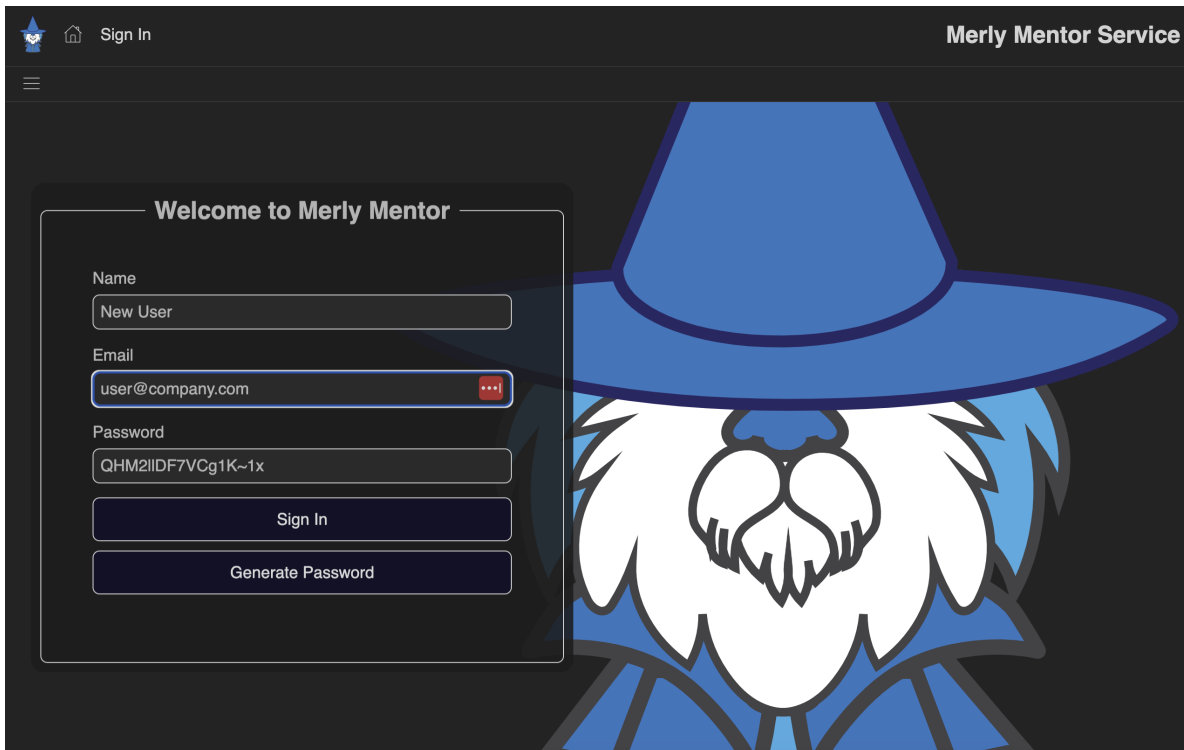 Sign In
Merly Mentor Service
Welcome to Merly Mentor
Name
New User
Email
user@company.com
Password
QHM2llDF7VCg1K~1x
Sign In
Generate Password